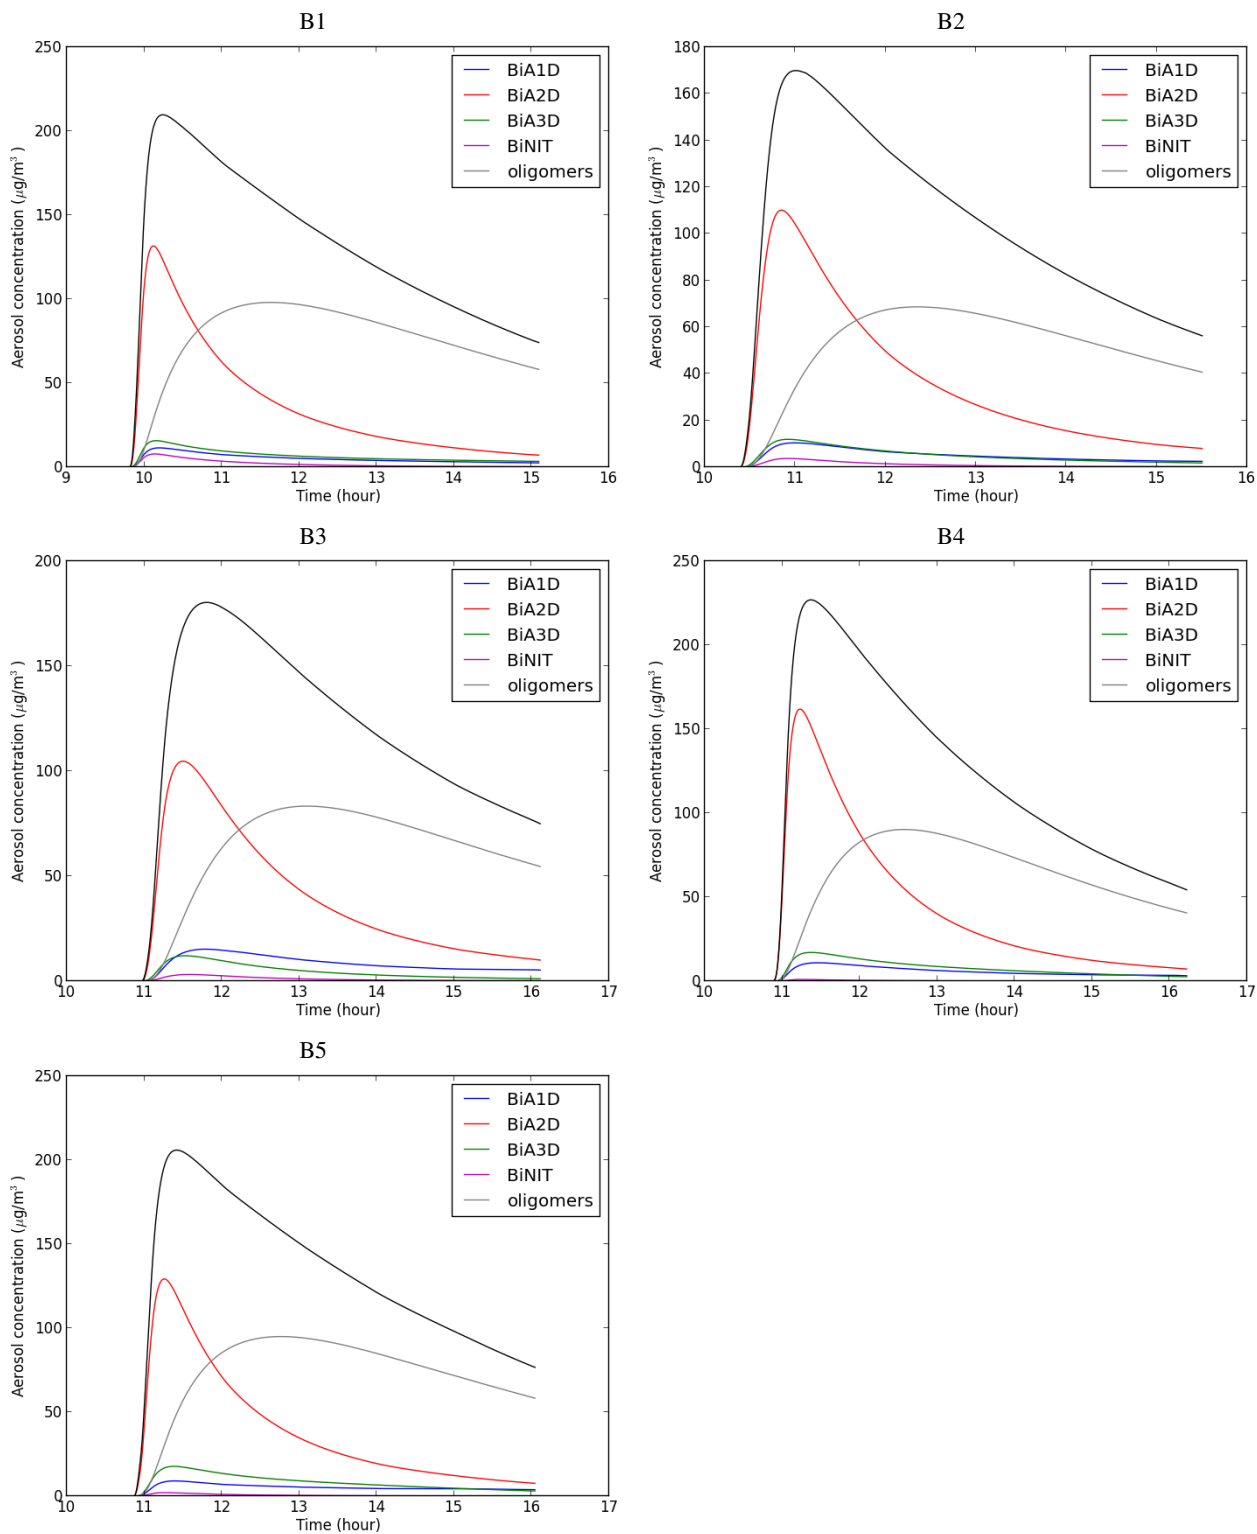 B1
250
200
150
100
50
0
Aerosol concentration (μg/m³ )
9 10 11 12 13 14 15 16
Time (hour)
BiA1D
BiA2D
BiA3D
BiNIT
oligomers
B2
180
160
140
120
100
80
60
40
20
0
Aerosol concentration (μg/m³ )
10 11 12 13 14 15 16
Time (hour)
BiA1D
BiA2D
BiA3D
BiNIT
oligomers
B3
200
150
100
50
0
Aerosol concentration (μg/m³ )
10 11 12 13 14 15 16 17
Time (hour)
BiA1D
BiA2D
BiA3D
BiNIT
oligomers
B4
250
200
150
100
50
0
Aerosol concentration (μg/m³ )
10 11 12 13 14 15 16 17
Time (hour)
BiA1D
BiA2D
BiA3D
BiNIT
oligomers
B5
250
200
150
100
50
0
Aerosol concentration (μg/m³ )
10 11 12 13 14 15 16 17
Time (hour)
BiA1D
BiA2D
BiA3D
BiNIT
oligomers